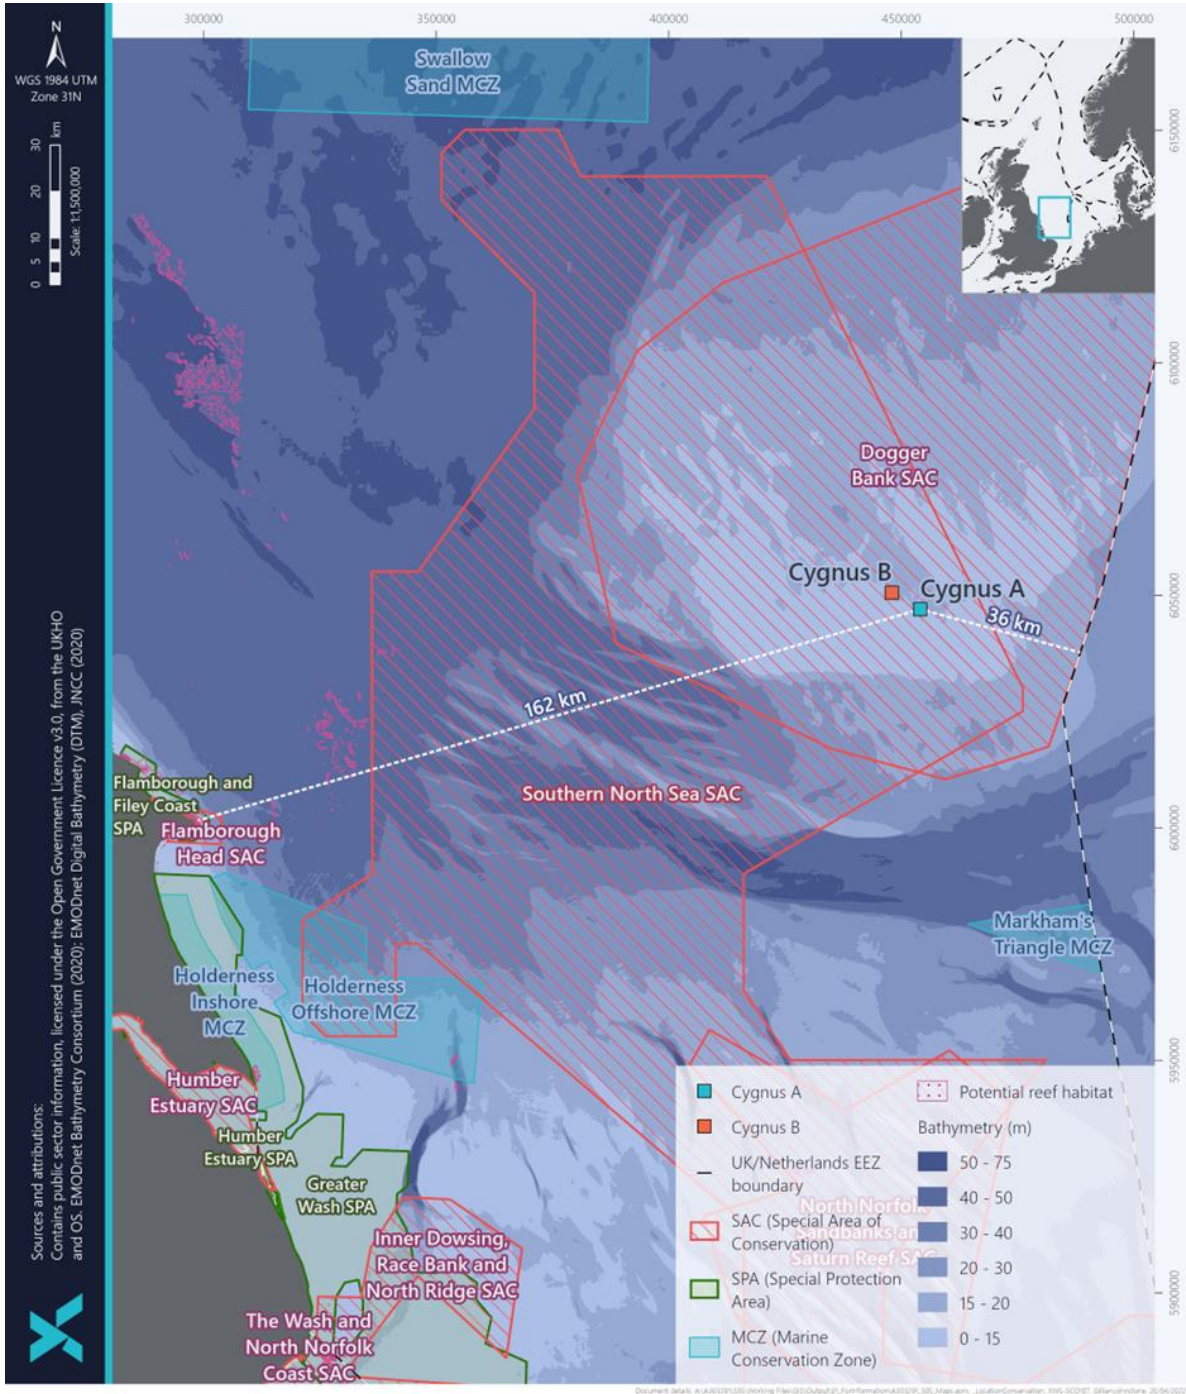 300000
350000
400000
450000
500000
N
WGS 1984 UTM
Zone 31N
0 5 10 20 30 km
Scale: 1:1,500,000
Swallow
Sand MCZ
6150000
6100000
6050000
6000000
5950000
5900000
Dogger
Bank SAC
Cygnus B
Cygnus A
36 km
162 km
Southern North Sea SAC
Flamborough and
Filey Coast
SPA
Flamborough
Head SAC
Markham's
Triangle MCZ
Holderness
Inshore
MCZ
Holderness
Offshore MCZ
Humber
Estuary SAC
Humber
Estuary SPA
Greater
Wash SPA
Inner Dowsing,
Race Bank and
North Ridge SAC
The Wash and
North Norfolk
Coast SAC
North Norfolk
Sandbanks an
Saturn Reef SAC
Cygnus A
Cygnus B
UK/Netherlands EEZ
boundary
SAC (Special Area of
Conservation)
SPA (Special Protection
Area)
MCZ (Marine
Conservation Zone)
Potential reef habitat
Bathymetry (m)
50 - 75
40 - 50
30 - 40
20 - 30
15 - 20
0 - 15
Sources and attributions:
Contains public sector information, licensed under the Open Government Licence v3.0, from the UKHO
and OS. EMODnet Bathymetry Consortium (2020): EMODnet Digital Bathymetry (DTM), JNCC (2020)